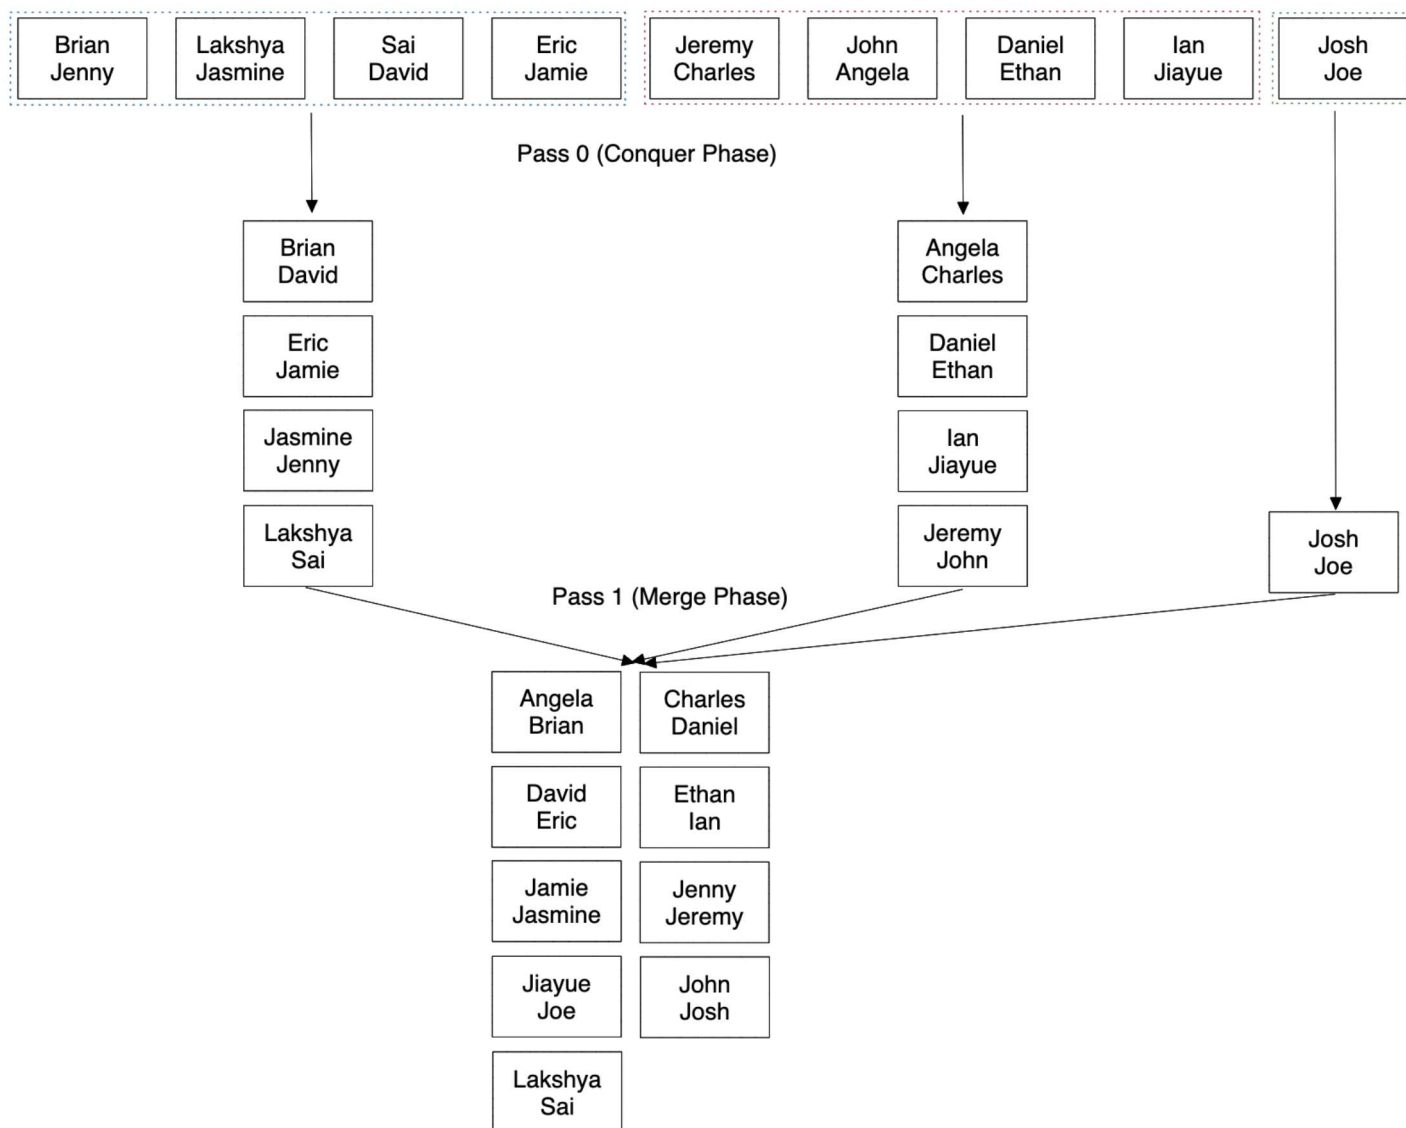 Brian
Jenny
Lakshya
Jasmine
Sai
David
Eric
Jamie
Jeremy
Charles
John
Angela
Daniel
Ethan
Ian
Jiayue
Josh
Joe
Pass 0 (Conquer Phase)
Brian
David
Eric
Jamie
Jasmine
Jenny
Lakshya
Sai
Angela
Charles
Daniel
Ethan
Ian
Jiayue
Jeremy
John
Josh
Joe
Pass 1 (Merge Phase)
Angela
Brian
Charles
Daniel
David
Eric
Ethan
Ian
Jamie
Jasmine
Jenny
Jeremy
Jiayue
Joe
John
Josh
Lakshya
Sai